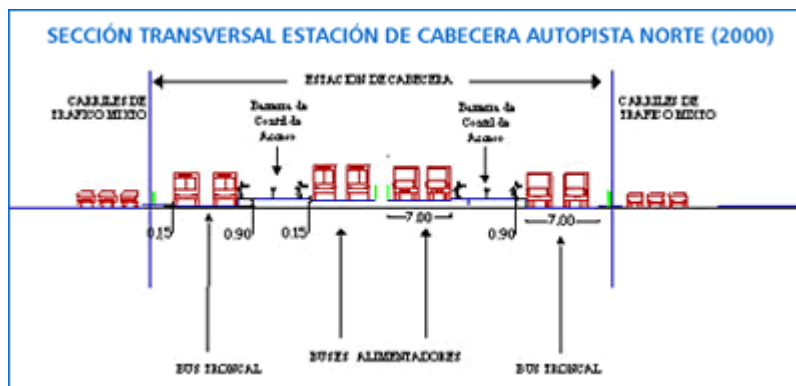 SECCIÓN TRANSVERSAL ESTACIÓN DE CABECERA AUTOPISTA NORTE (2000)
ESTACION DE CABECERA
CARRILES DE
TRAFICO MIXTO
Barrera de
Control de
Acceso
Barrera de
Control de
Acceso
CARRILES DE
TRAFICO MIXTO
7.00
7.00
0.15
0.90
0.15
0.90
BUSES ALIMENTADORES
BUS TRONCAL
BUS TRONCAL